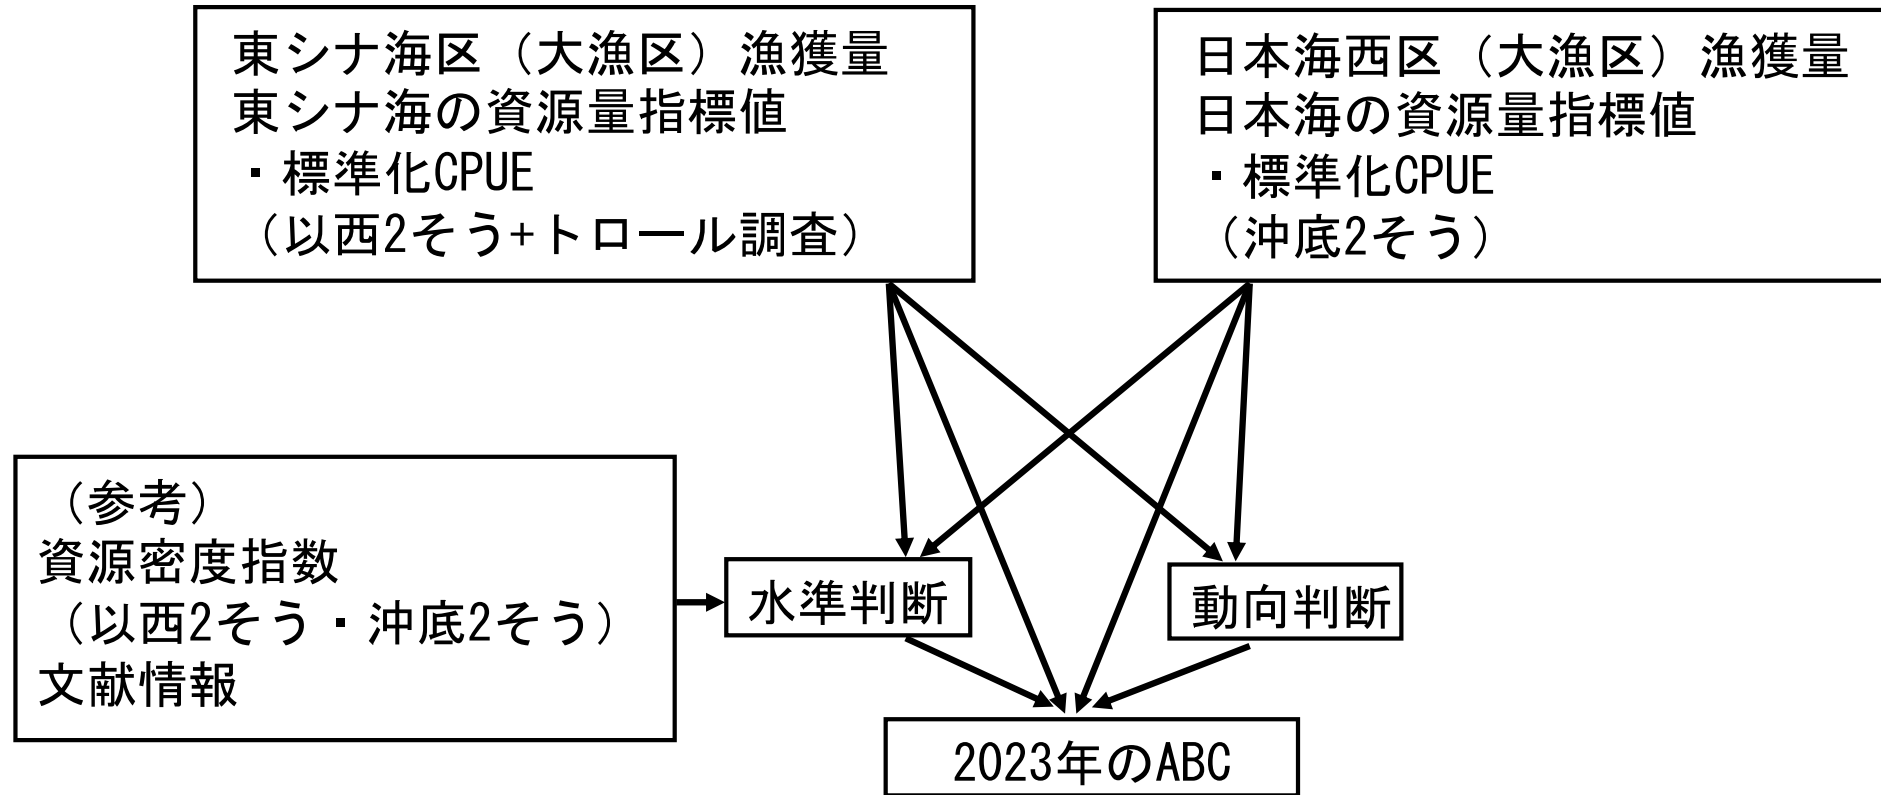 東シナ海区（大漁区）漁獲量
東シナ海の資源量指標値
・標準化CPUE
（以西2そう+トロール調査）
日本海西区（大漁区）漁獲量
日本海の資源量指標値
・標準化CPUE
（沖底2そう）
（参考）
資源密度指数
（以西2そう・沖底2そう）
文献情報
水準判断
動向判断
2023年のABC